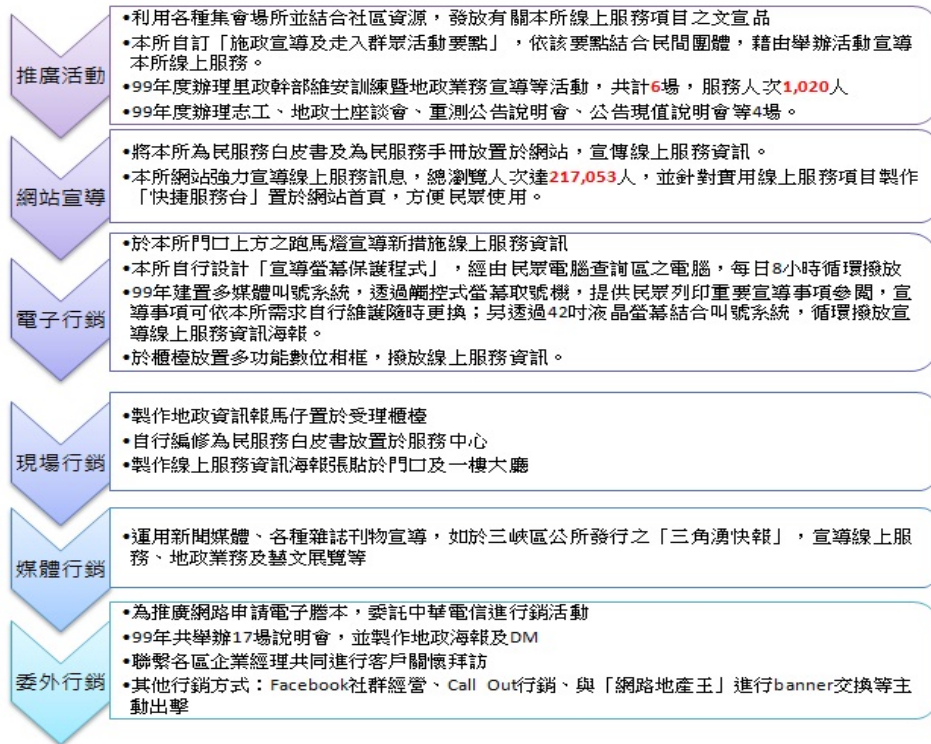 推廣活動
•利用各種集會場所並結合社區資源，發放有關本所線上服務項目之文宣品
•本所自訂「施政宣導及走入群眾活動要點」，依該要點結合民間團體，藉由舉辦活動宣導
本所線上服務。
•99年度辦理里政幹部維安訓練暨地政業務宣導等活動，共計6場，服務人次1,020人
•99年度辦理志工、地政士座談會、重測公告說明會、公告現值說明會等4場。
網站宣導
•將本所為民服務白皮書及為民服務手冊放置於網站，宣傳線上服務資訊。
•本所網站強力宣導線上服務訊息，總瀏覽人次達217,053人，並針對實用線上服務項目製作
「快捷服務台」置於網站首頁，方便民眾使用。
電子行銷
•於本所門口上方之跑馬燈宣導新措施線上服務資訊
•本所自行設計「宣導螢幕保護程式」，經由民眾電腦查詢區之電腦，每日8小時循環撥放
•99年建置多媒體叫號系統，透過觸控式螢幕取號機，提供民眾列印重要宣導事項參閱，宣
導事項可依本所需求自行維護隨時更換；另透過42吋液晶螢幕結合叫號系統，循環撥放宣
導線上服務資訊海報。
•於櫃檯放置多功能數位相框，撥放線上服務資訊。
現場行銷
•製作地政資訊報馬仔置於受理櫃檯
•自行編修為民服務白皮書放置於服務中心
•製作線上服務資訊海報張貼於門口及一樓大廳
媒體行銷
•運用新聞媒體、各種雜誌刊物宣導，如於三峽區公所發行之「三角湧快報」，宣導線上服
務、地政業務及藝文展覽等
委外行銷
•為推廣網路申請電子謄本，委託中華電信進行銷活動
•99年共舉辦17場說明會，並製作地政海報及DM
•聯繫各區企業經理共同進行客戶關懷拜訪
•其他行銷方式：Facebook社群經營、Call Out行銷、與「網路地產王」進行banner交換等主
動出擊